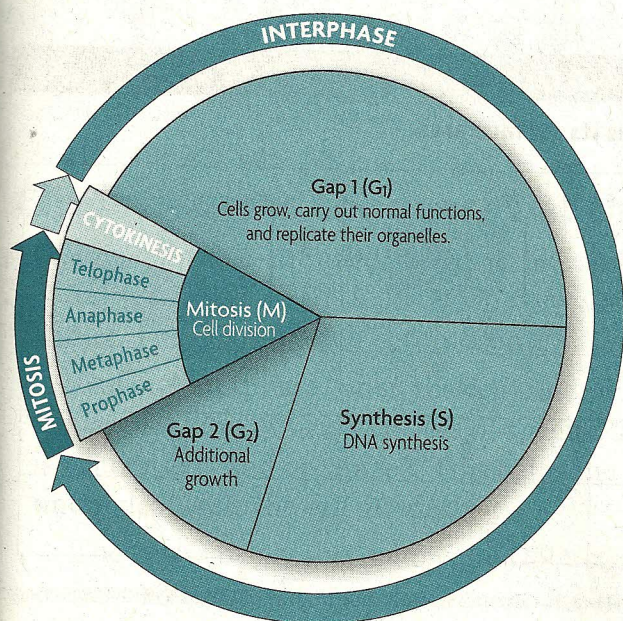 INTERPHASE
Gap 1 (G₁)
Cells grow, carry out normal functions,
and replicate their organelles.
CYTOKINESIS
Telophase
Anaphase
Metaphase
Prophase
Mitosis (M)
Cell division
MITOSIS
Gap 2 (G₂)
Additional
growth
Synthesis (S)
DNA synthesis